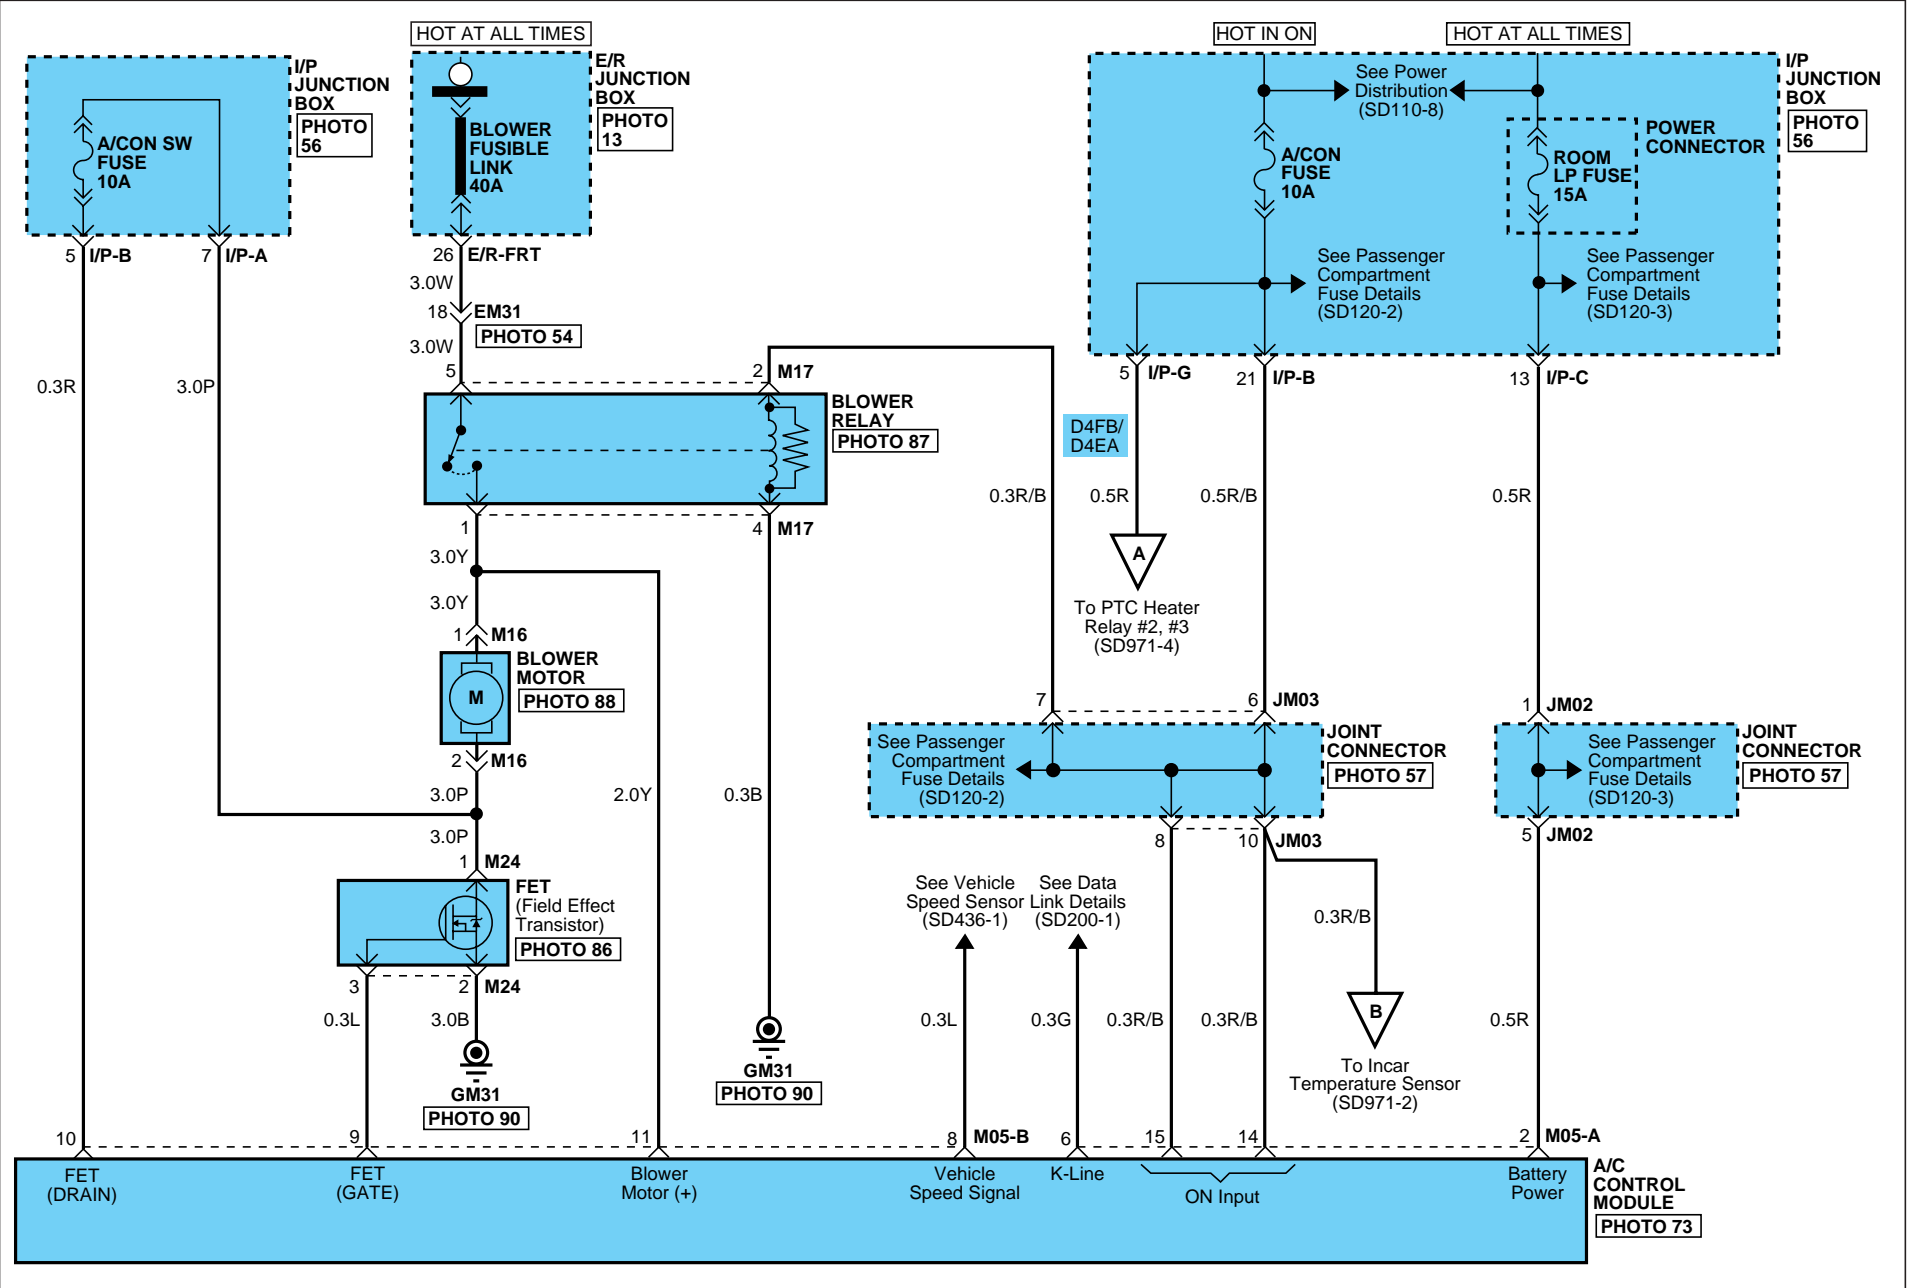 HOT AT ALL TIMES
HOT IN ON
HOT AT ALL TIMES
I/P
JUNCTION
BOX
PHOTO
56
A/CON SW
FUSE
10A
5
I/P-B
7
I/P-A
0.3R
3.0P
E/R
JUNCTION
BOX
PHOTO
13
BLOWER
FUSIBLE
LINK
40A
26
E/R-FRT
3.0W
18
EM31
PHOTO 54
3.0W
5
2
M17
BLOWER
RELAY
PHOTO 87
1
4
M17
3.0Y
3.0Y
1
M16
BLOWER
MOTOR
PHOTO 88
M
2
M16
3.0P
2.0Y
0.3B
3.0P
1
M24
FET
(Field Effect
Transistor)
PHOTO 86
3
2
M24
0.3L
3.0B
GM31
PHOTO 90
GM31
PHOTO 90
I/P
JUNCTION
BOX
PHOTO
56
See Power
Distribution
(SD110-8)
POWER
CONNECTOR
A/CON
FUSE
10A
ROOM
LP FUSE
15A
See Passenger
Compartment
Fuse Details
(SD120-2)
See Passenger
Compartment
Fuse Details
(SD120-3)
5
I/P-G
21
I/P-B
13
I/P-C
D4FB/
D4EA
0.3R/B
0.5R
0.5R/B
0.5R
A
To PTC Heater
Relay #2, #3
(SD971-4)
7
6
JM03
1
JM02
See Passenger
Compartment
Fuse Details
(SD120-2)
JOINT
CONNECTOR
PHOTO 57
See Passenger
Compartment
Fuse Details
(SD120-3)
JOINT
CONNECTOR
PHOTO 57
8
10
JM03
5
JM02
See Vehicle
Speed Sensor
(SD436-1)
See Data
Link Details
(SD200-1)
0.3R/B
0.3L
0.3G
0.3R/B
0.3R/B
B
0.5R
To Incar
Temperature Sensor
(SD971-2)
10
9
11
8
M05-B
6
15
14
2
M05-A
FET
(DRAIN)
FET
(GATE)
Blower
Motor (+)
Vehicle
Speed Signal
K-Line
ON Input
Battery
Power
A/C
CONTROL
MODULE
PHOTO 73